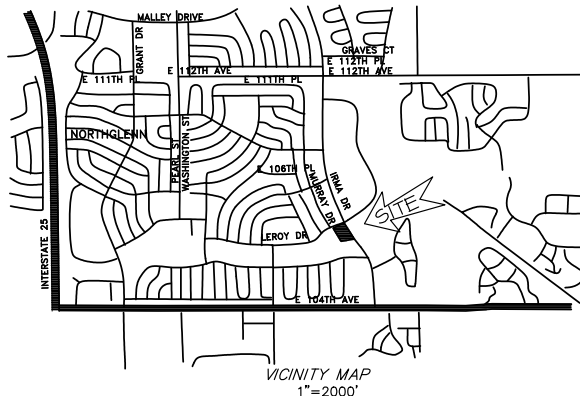 MALLEY DRIVE
GRANT DR
GRAVES CT
E 112TH PL
E 112TH AVE
E 112TH AVE
E 111TH PL
E 111TH PL
NORTHGLENN
PEARL ST
WASHINGTON ST
E 106TH PL
MURRAY DR
IRMA DR
SITE
LEROY DR
INTERSTATE 25
E 104TH AVE
VICINITY MAP
1"=2000'